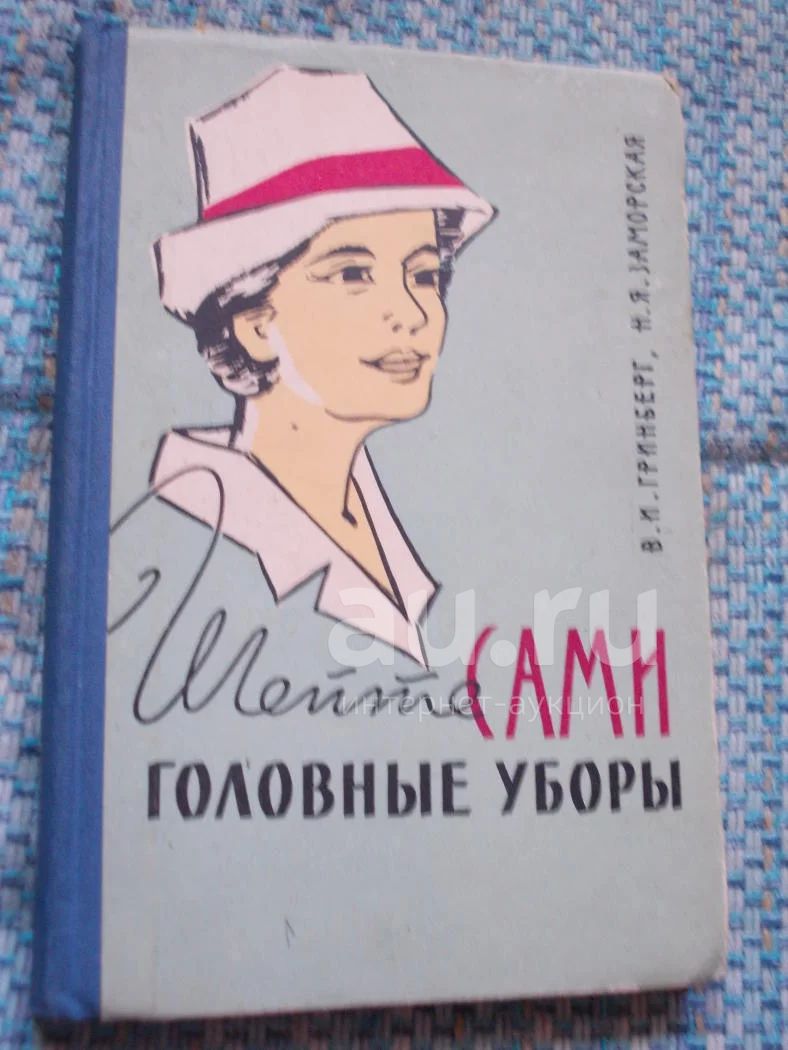 В.И.ГРИНБЕРГ, Н.Я.ЗАМОРСКАЯ
Шейте САМИ
ГОЛОВНЫЕ УБОРЫ
au.ru
интернет-аукцион